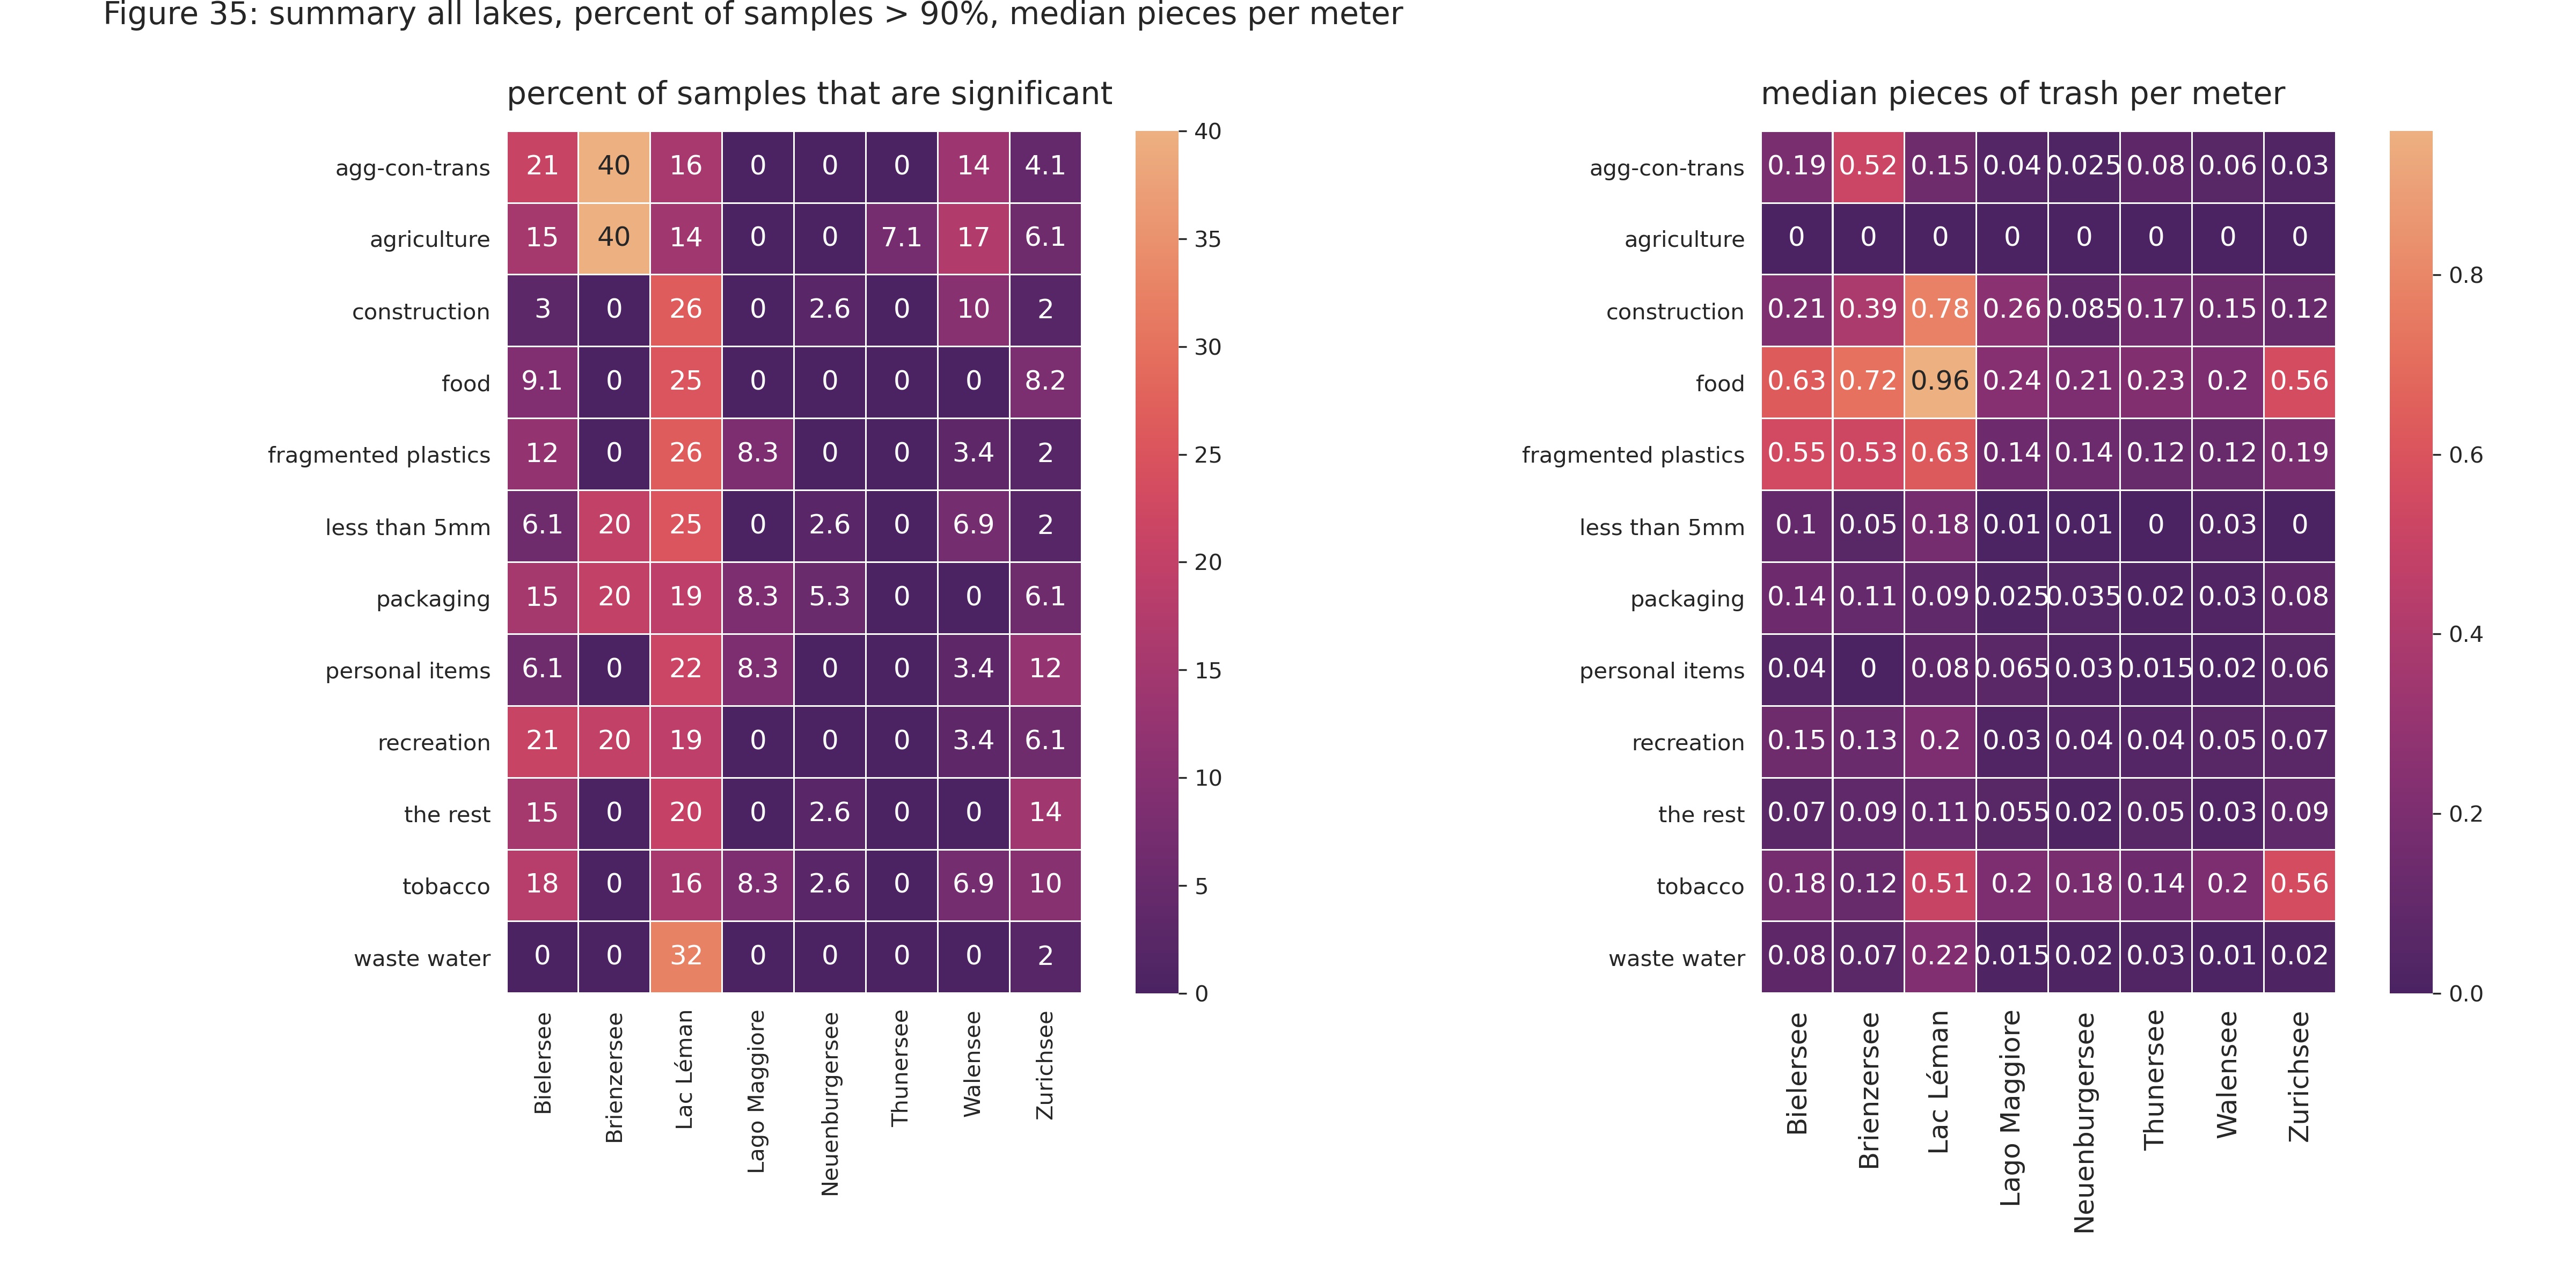 Figure 35: summary all lakes, percent of samples > 90%, median pieces per meter
percent of samples that are significant
agg-con-trans 21 40 16 0 0 0 14 4.1
agriculture 15 40 14 0 0 7.1 17 6.1
construction 3 0 26 0 2.6 0 10 2
food 9.1 0 25 0 0 0 0 8.2
fragmented plastics 12 0 26 8.3 0 0 3.4 2
less than 5mm 6.1 20 25 0 2.6 0 6.9 2
packaging 15 20 19 8.3 5.3 0 0 6.1
personal items 6.1 0 22 8.3 0 0 3.4 12
recreation 21 20 19 0 0 0 3.4 6.1
the rest 15 0 20 0 2.6 0 0 14
tobacco 18 0 16 8.3 2.6 0 6.9 10
waste water 0 0 32 0 0 0 0 2
Bielersee
Brienzersee
Lac Léman
Lago Maggiore
Neuenburgersee
Thunersee
Walensee
Zurichsee
40
35
30
25
20
15
10
5
0
median pieces of trash per meter
agg-con-trans 0.19 0.52 0.15 0.04 0.025 0.08 0.06 0.03
agriculture 0 0 0 0 0 0 0 0
construction 0.21 0.39 0.78 0.26 0.085 0.17 0.15 0.12
food 0.63 0.72 0.96 0.24 0.21 0.23 0.2 0.56
fragmented plastics 0.55 0.53 0.63 0.14 0.14 0.12 0.12 0.19
less than 5mm 0.1 0.05 0.18 0.01 0.01 0 0.03 0
packaging 0.14 0.11 0.09 0.025 0.035 0.02 0.03 0.08
personal items 0.04 0 0.08 0.065 0.03 0.015 0.02 0.06
recreation 0.15 0.13 0.2 0.03 0.04 0.04 0.05 0.07
the rest 0.07 0.09 0.11 0.055 0.02 0.05 0.03 0.09
tobacco 0.18 0.12 0.51 0.2 0.18 0.14 0.2 0.56
waste water 0.08 0.07 0.22 0.015 0.02 0.03 0.01 0.02
Bielersee
Brienzersee
Lac Léman
Lago Maggiore
Neuenburgersee
Thunersee
Walensee
Zurichsee
0.8
0.6
0.4
0.2
0.0